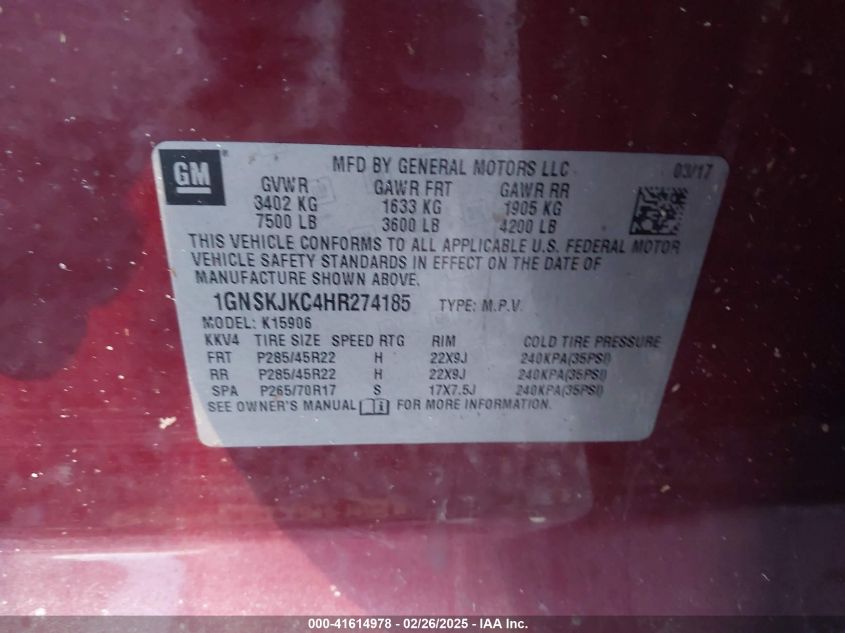 GM
MFD BY GENERAL MOTORS LLC 03/17
GVWR GAWR FRT GAWR RR
3402 KG 1633 KG 1905 KG
7500 LB 3600 LB 4200 LB
THIS VEHICLE CONFORMS TO ALL APPLICABLE U.S. FEDERAL MOTOR
VEHICLE SAFETY STANDARDS IN EFFECT ON THE DATE OF
MANUFACTURE SHOWN ABOVE.
1GNSKJKC4HR274185 TYPE: M.P.V.
MODEL: K15906
KKV4 TIRE SIZE SPEED RTG RIM COLD TIRE PRESSURE
FRT P285/45R22 H 22X9J 240KPA(35PSI)
RR P285/45R22 H 22X9J 240KPA(35PSI)
SPA P265/70R17 S 17X7.5J 240KPA(35PSI)
SEE OWNER'S MANUAL i FOR MORE INFORMATION.
000-41614978 - 02/26/2025 - IAA Inc.